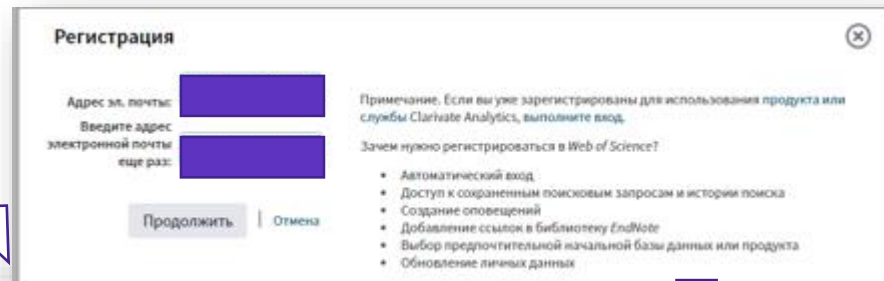 Регистрация
Адрес эл. почты:
Введите адрес
электронной почты
еще раз:
Продолжить | Отмена
Примечание. Если вы уже зарегистрированы для использования продукта или
службы Clarivate Analytics, выполните вход.
Зачем нужно регистрироваться в Web of Science?
• Автоматический вход
• Доступ к сохраненным поисковым запросам и истории поиска
• Создание оповещений
• Добавление ссылок в библиотеку EndNote
• Выбор предпочтительной начальной базы данных или продукта
• Обновление личных данных